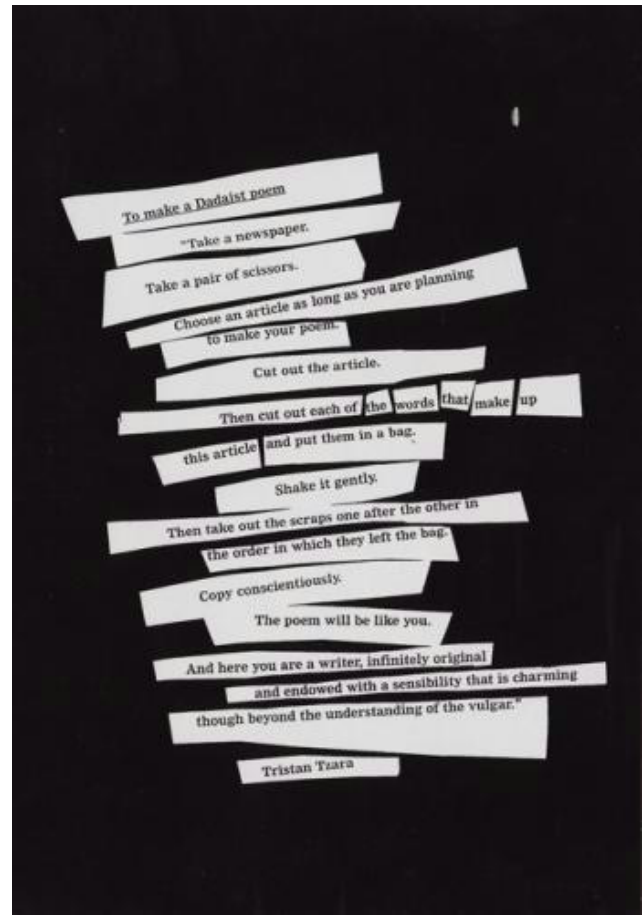 To make a Dadaist poem
"Take a newspaper.
Take a pair of scissors.
Choose an article as long as you are planning
to make your poem.
Cut out the article.
Then cut out each of the words that make up
this article and put them in a bag.
Shake it gently.
Then take out the scraps one after the other in
the order in which they left the bag.
Copy conscientiously.
The poem will be like you.
And here you are a writer, infinitely original
and endowed with a sensibility that is charming
though beyond the understanding of the vulgar."
Tristan Tzara